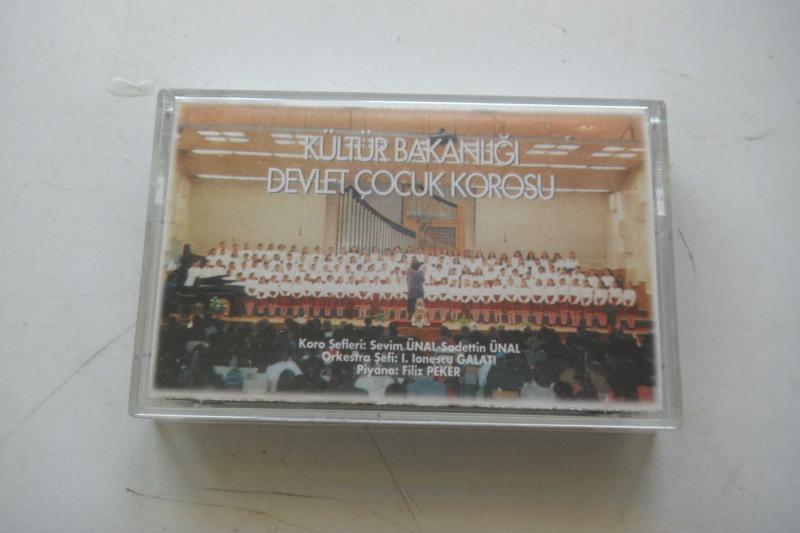 KÜLTÜR BAKANLIĞI
DEVLET ÇOCUK KOROSU
Koro Şefleri: Sevim ÜNAL-Sadettin ÜNAL
Orkestra Şefi: I. Ionescu GALATI
Piyano: Filiz PEKER